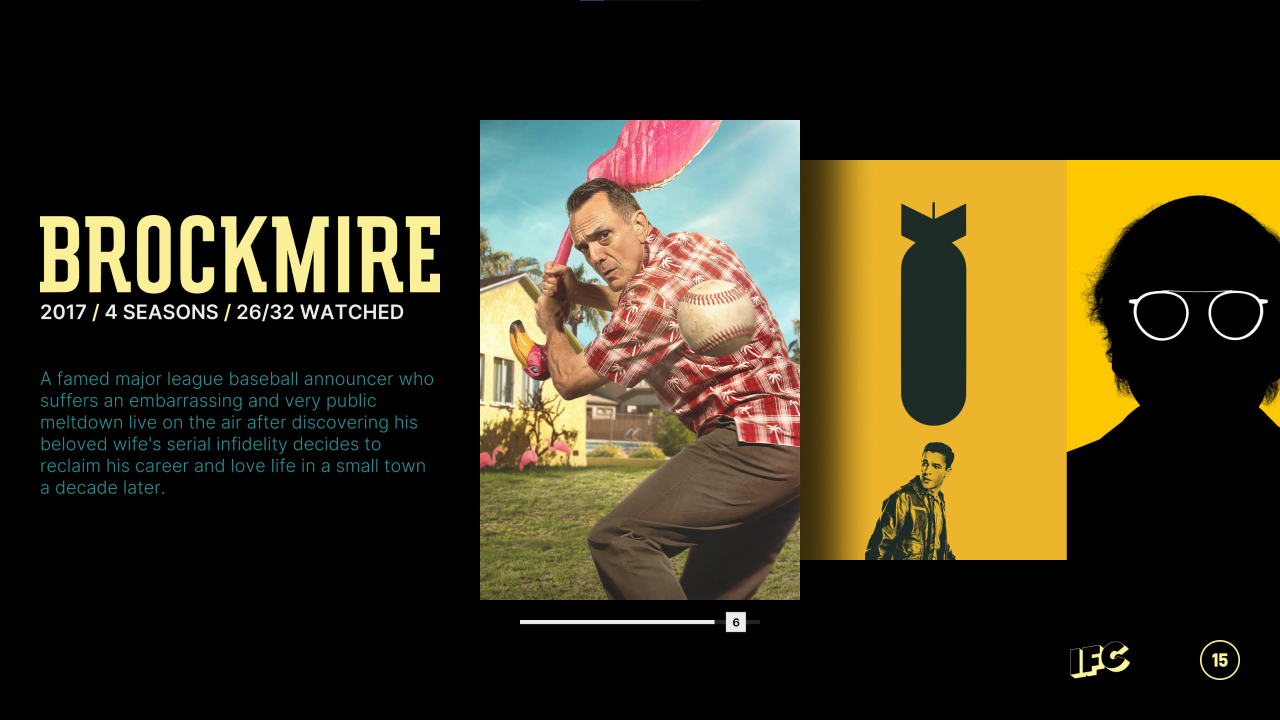 BROCKMIRE
2017 / 4 SEASONS / 26/32 WATCHED
A famed major league baseball announcer who
suffers an embarrassing and very public
meltdown live on the air after discovering his
beloved wife's serial infidelity decides to
reclaim his career and love life in a small town
a decade later.
6
IFC
15